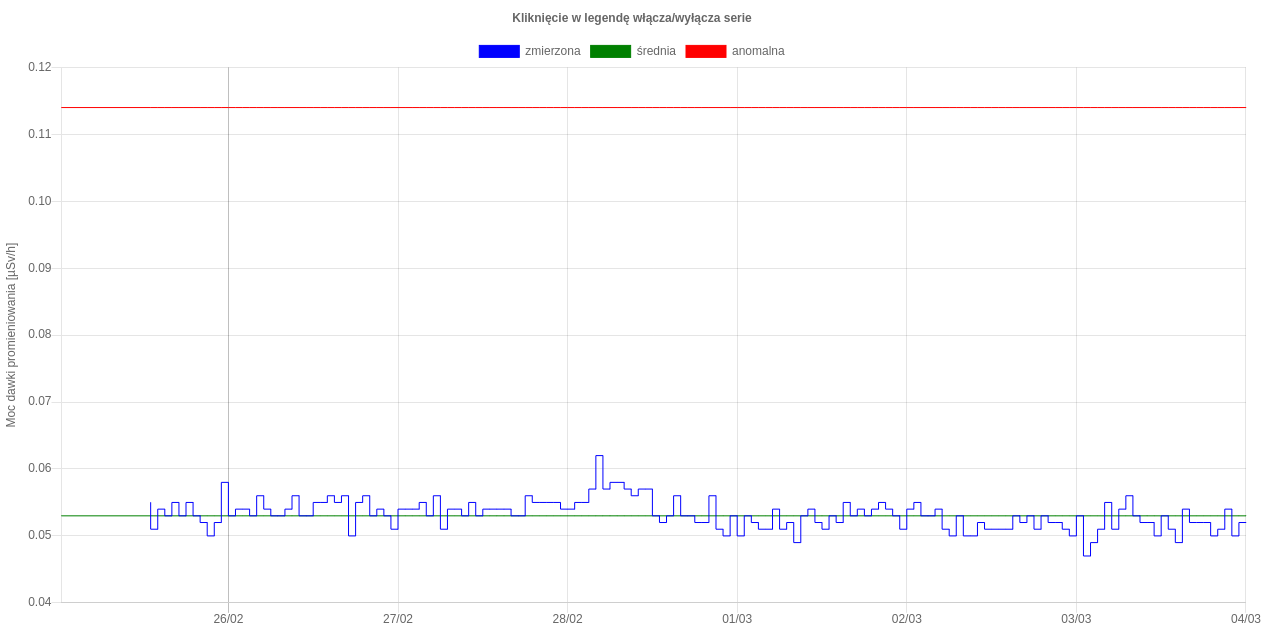 Kliknięcie w legendę włącza/wyłącza serie
zmierzona średnia anomalna
Moc dawki promieniowania [µSv/h]
0.12
0.11
0.10
0.09
0.08
0.07
0.06
0.05
0.04
26/02 27/02 28/02 01/03 02/03 03/03 04/03